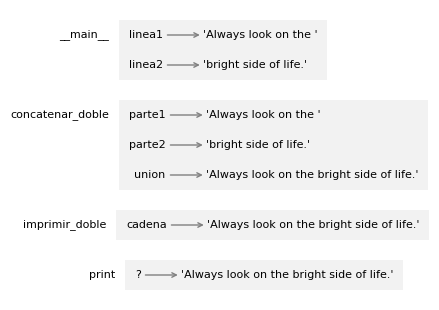 __main__ linea1 'Always look on the '
linea2 'bright side of life.'
concatenar_doble parte1 'Always look on the '
parte2 'bright side of life.'
union 'Always look on the bright side of life.'
imprimir_doble cadena 'Always look on the bright side of life.'
print ? 'Always look on the bright side of life.'